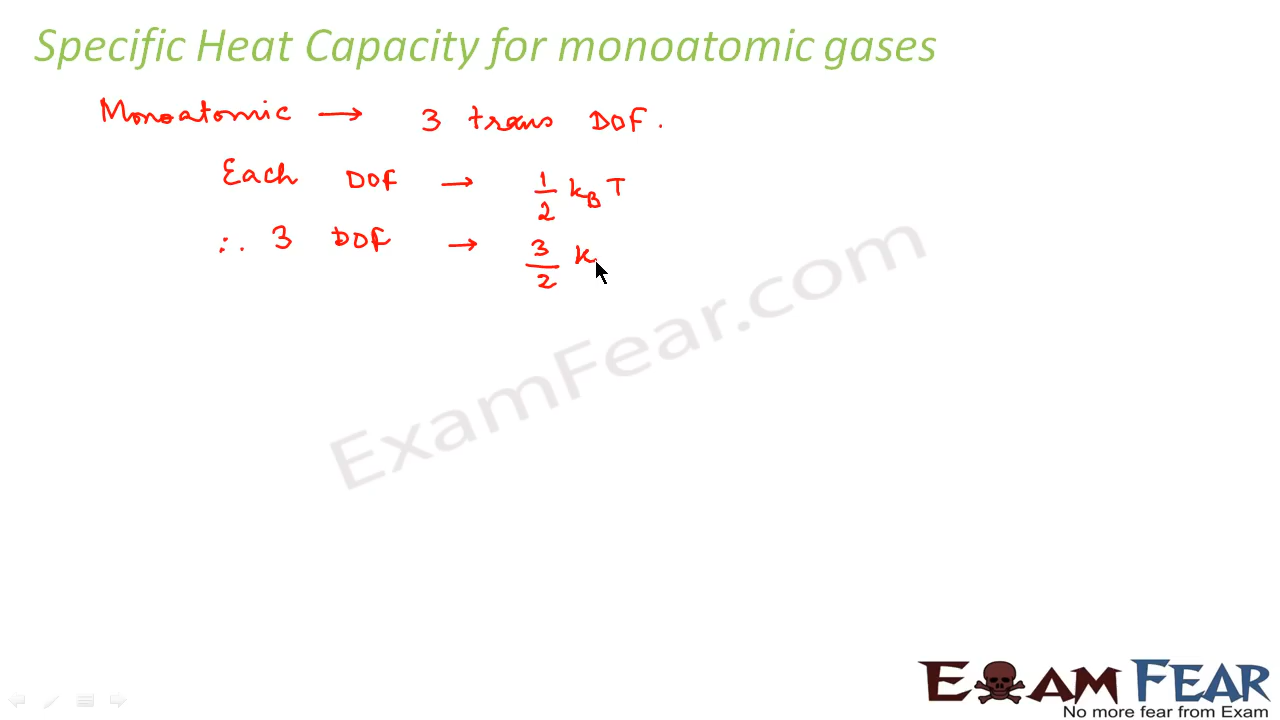 Specific Heat Capacity for monoatomic gases
Monoatomic → 3 trans DOF.
Each DOF → 1/2 k_B T
∴ 3 DOF → 3/2 k
ExamFear.com
EXAM FEAR
No more fear from Exam